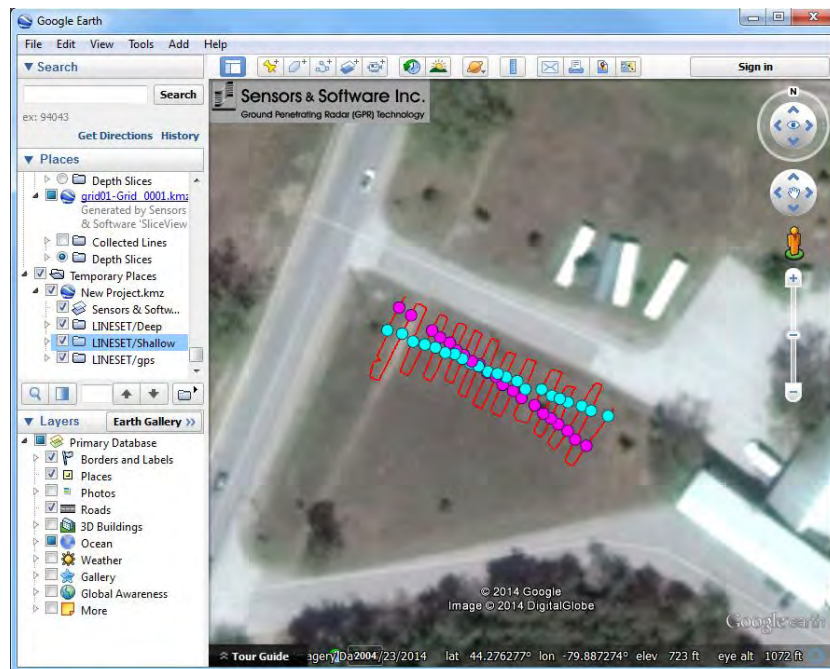 Google Earth
File Edit View Tools Add Help
Search
Search
ex: 94043
Get Directions History
Places
Depth Slices
grid01-Grid_0001.kmz
Generated by Sensors
& Software 'SliceView
Collected Lines
Depth Slices
Temporary Places
New Project.kmz
Sensors & Softw...
LINESET/Deep
LINESET/Shallow
LINESET/gps
Layers
Earth Gallery »
Primary Database
Borders and Labels
Places
Photos
Roads
3D Buildings
Ocean
Weather
Gallery
Global Awareness
More
Sign in
Sensors & Software Inc.
Ground Penetrating Radar (GPR) Technology
N
© 2014 Google
Image © 2014 DigitalGlobe
Google earth
Tour Guide 2004 /23/2014 lat 44.276277° lon -79.887274° elev 723 ft eye alt 1072 ft